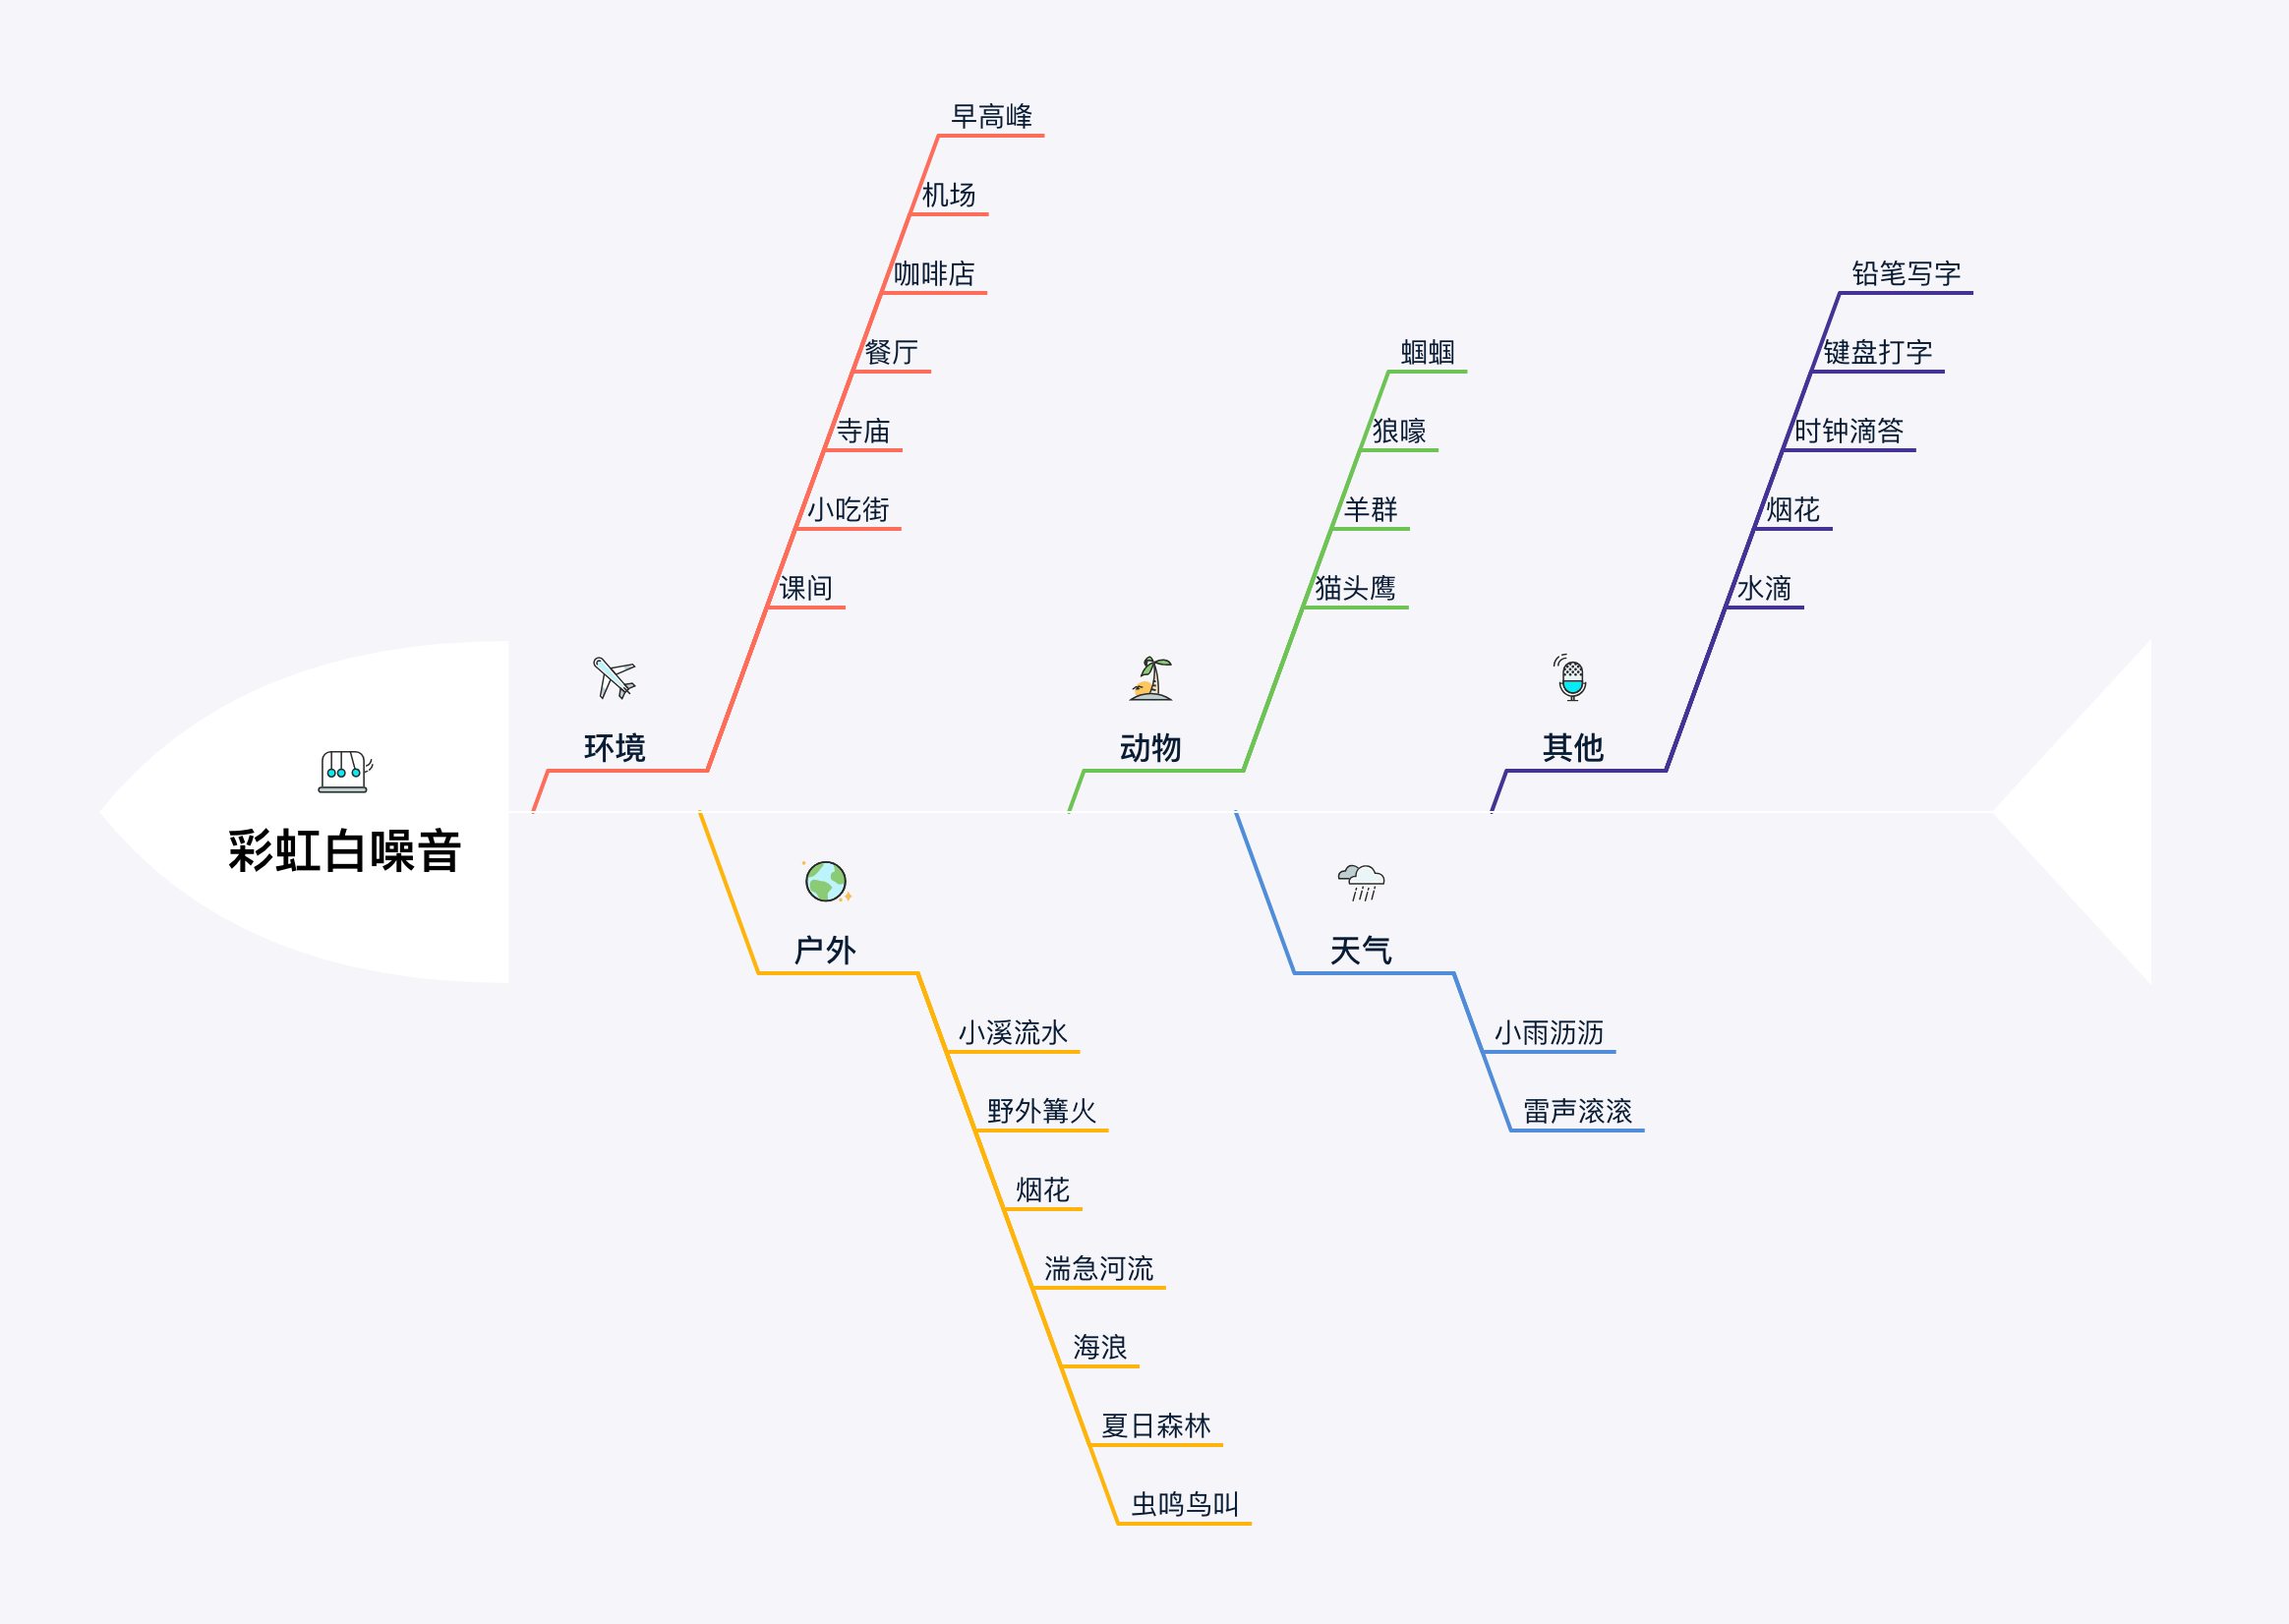 彩虹白噪音
环境
早高峰
机场
咖啡店
餐厅
寺庙
小吃街
课间
户外
小溪流水
野外篝火
烟花
湍急河流
海浪
夏日森林
虫鸣鸟叫
动物
蝈蝈
狼嚎
羊群
猫头鹰
天气
小雨沥沥
雷声滚滚
其他
铅笔写字
键盘打字
时钟滴答
烟花
水滴